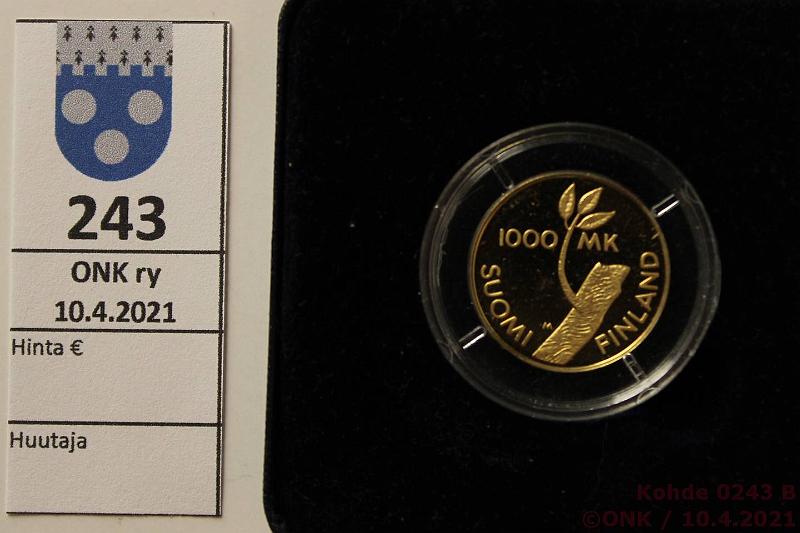 243
ONK ry
10.4.2021
Hinta €
Huutaja
1000 MK
SUOMI M FINLAND
Kohde 0243 B
©ONK / 10.4.2021